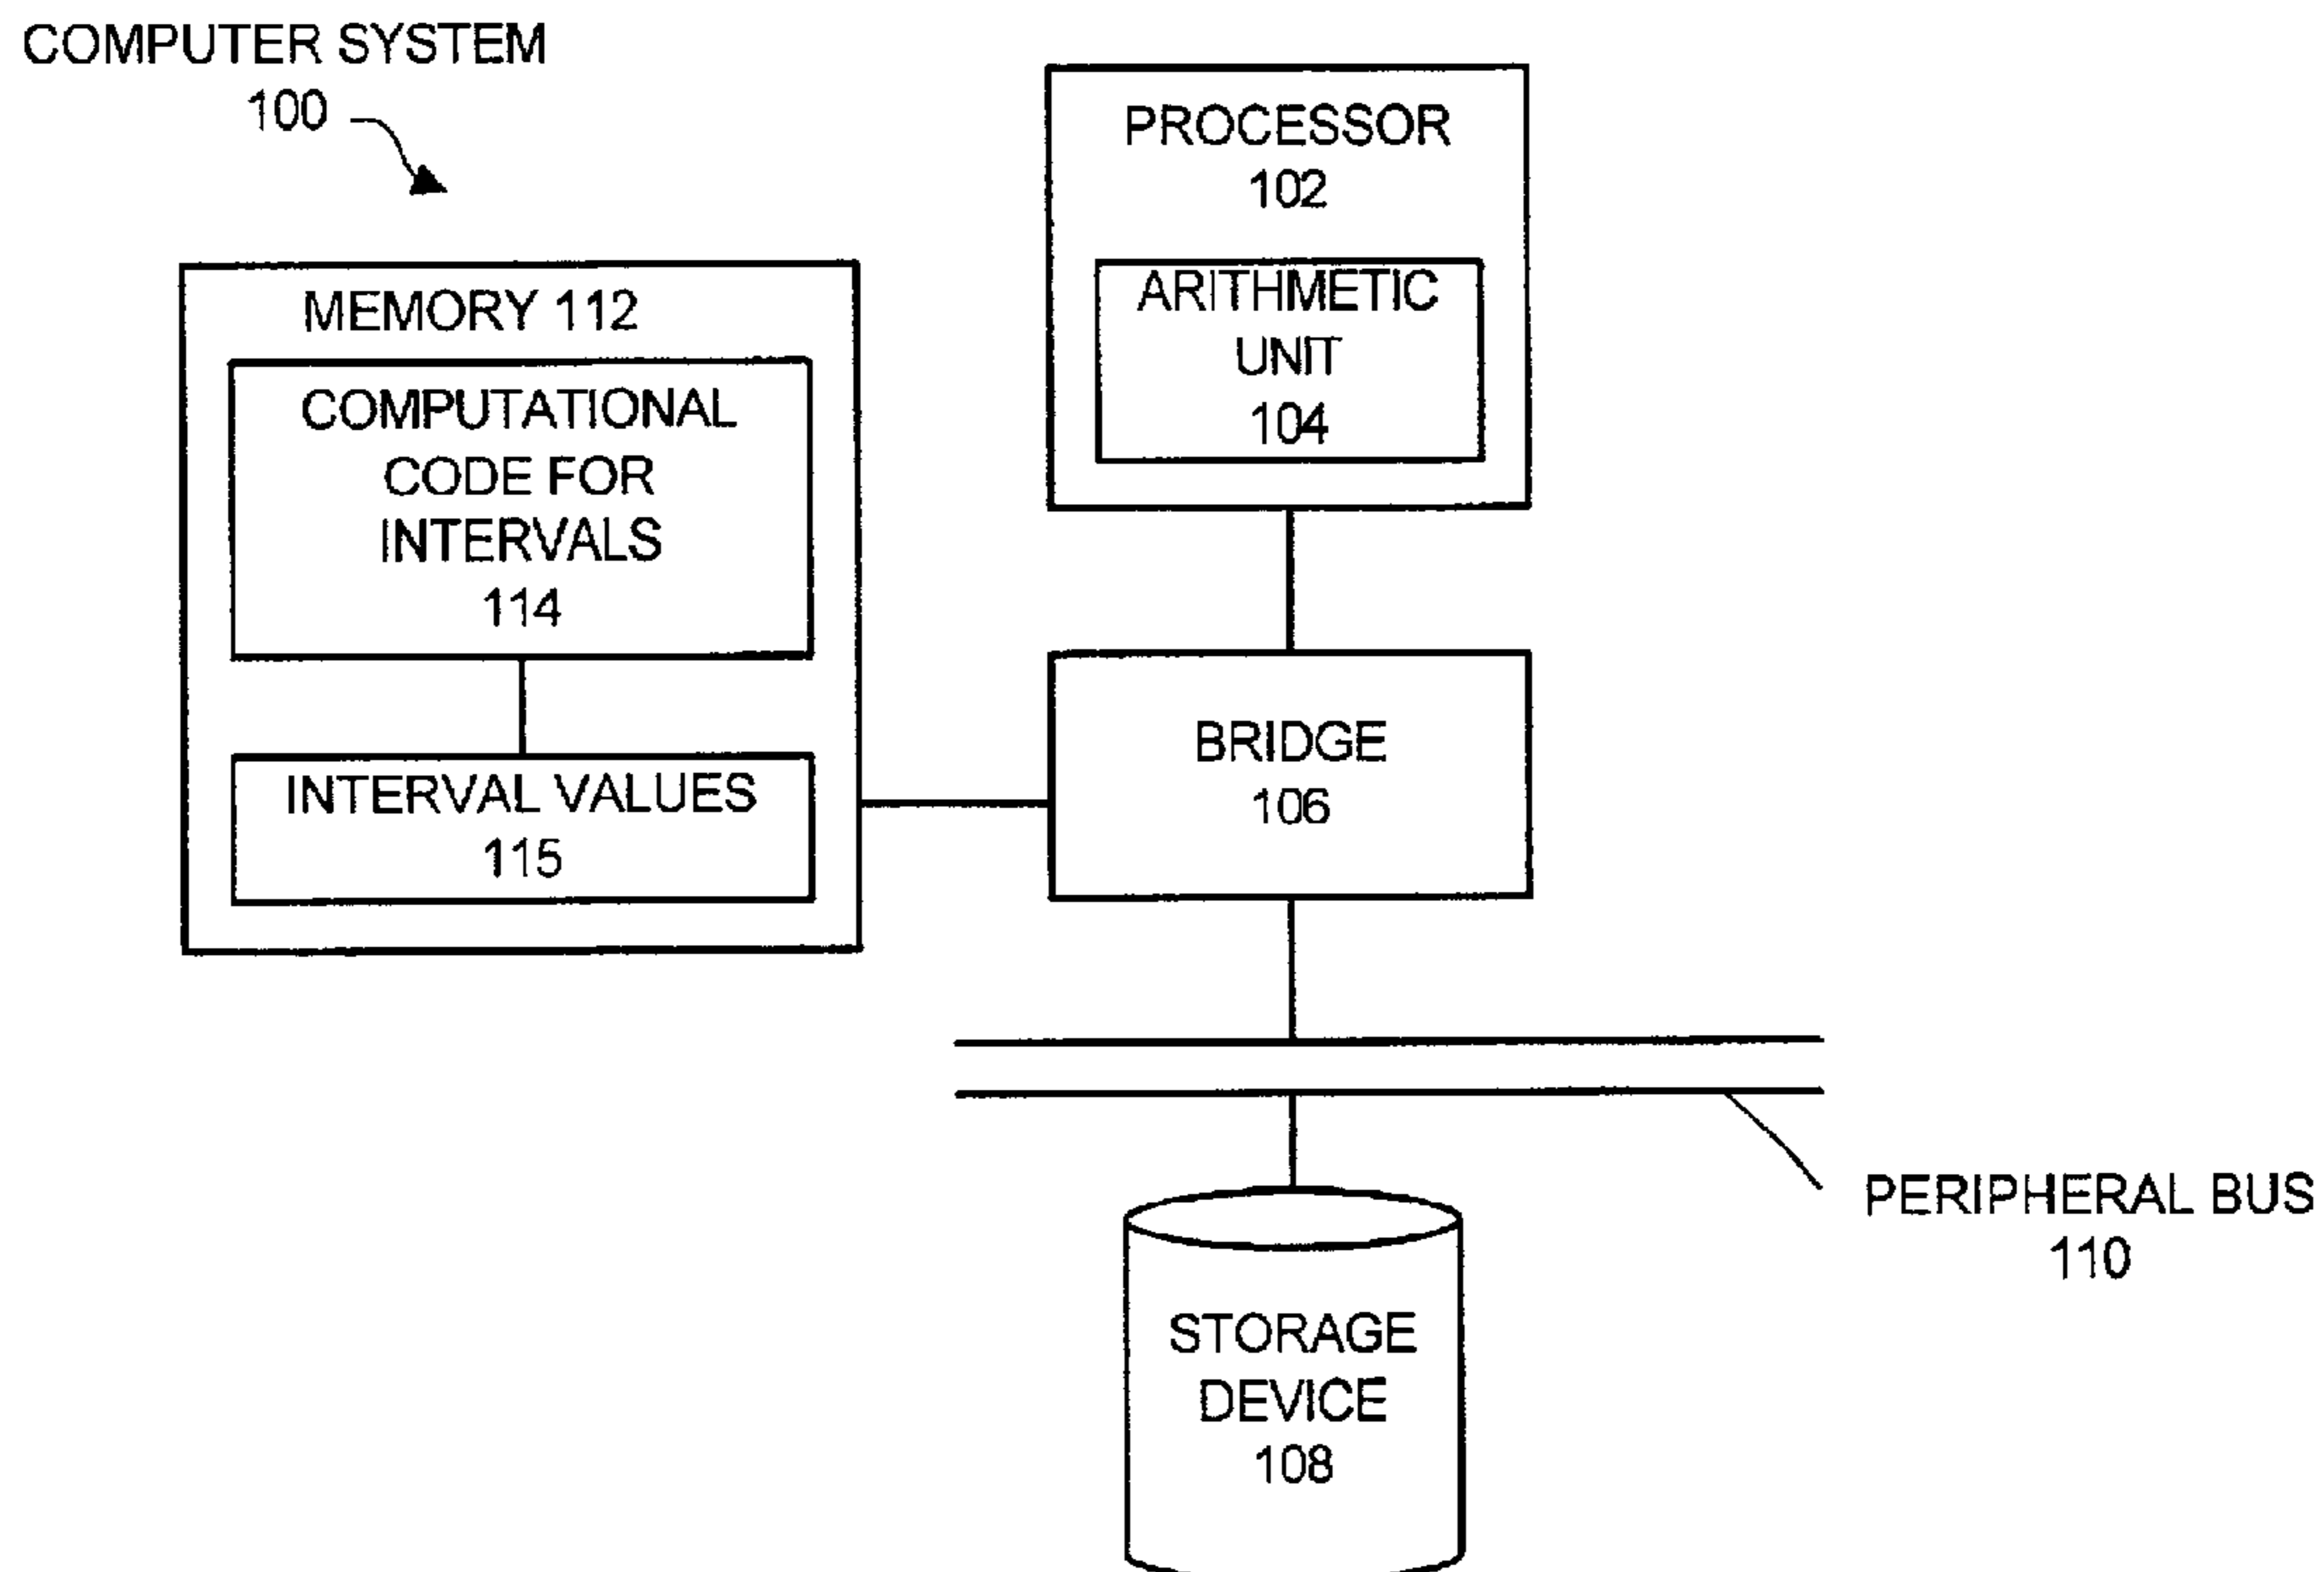 COMPUTER SYSTEM
100
PROCESSOR
102
ARITHMETIC
UNIT
104
MEMORY 112
COMPUTATIONAL
CODE FOR
INTERVALS
114
INTERVAL VALUES
115
BRIDGE
106
PERIPHERAL BUS
110
STORAGE
DEVICE
108